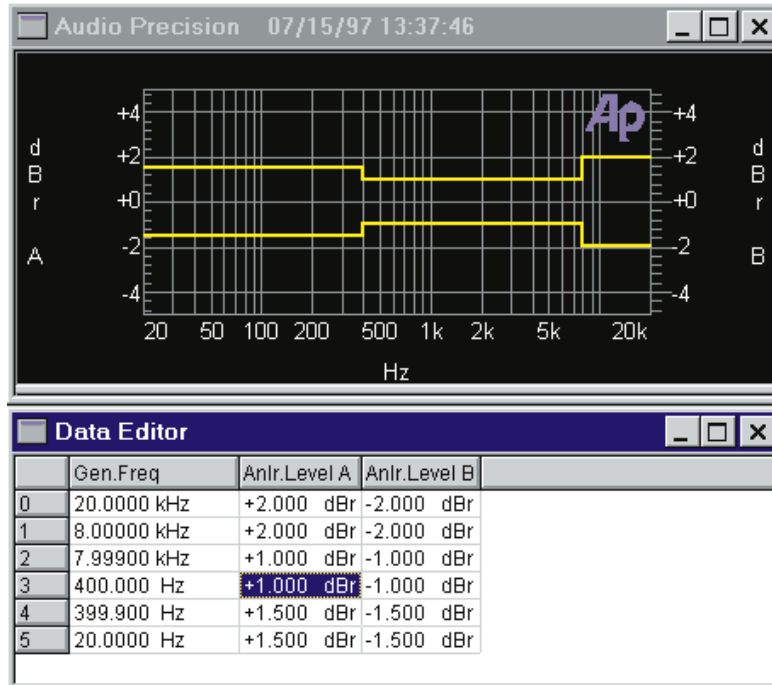 Audio Precision 07/15/97 13:37:46
Ap
+4 +4
d d
+2 +2
B B
r +0 +0 r
A -2 -2 B
-4 -4
20 50 100 200 500 1k 2k 5k 20k
Hz
Data Editor
Gen.Freq Anlr.Level A Anlr.Level B
0 20.0000 kHz +2.000 dBr -2.000 dBr
1 8.00000 kHz +2.000 dBr -2.000 dBr
2 7.99900 kHz +1.000 dBr -1.000 dBr
3 400.000 Hz +1.000 dBr -1.000 dBr
4 399.900 Hz +1.500 dBr -1.500 dBr
5 20.0000 Hz +1.500 dBr -1.500 dBr